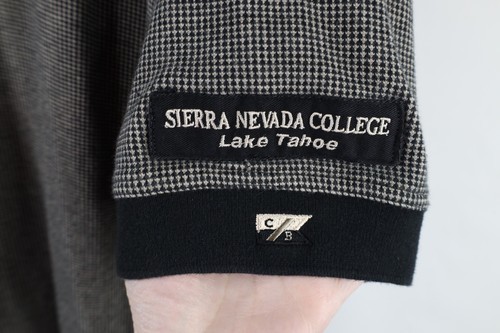 SIERRA NEVADA COLLEGE
Lake Tahoe
C
B